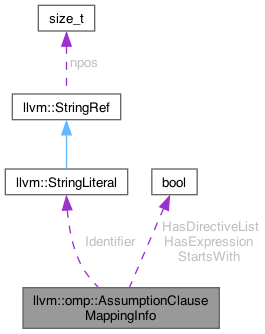 size_t
npos
llvm::StringRef
llvm::StringLiteral
bool
Identifier
HasDirectiveList
HasExpression
StartsWith
llvm::omp::AssumptionClause
MappingInfo